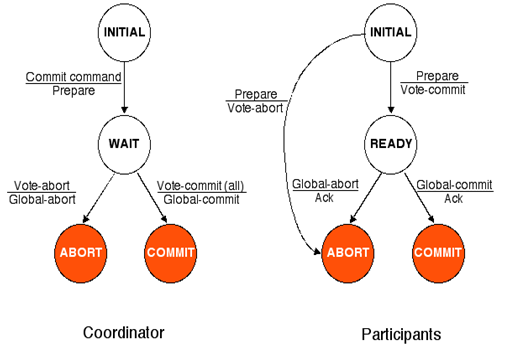 INITIAL
Commit command
Prepare
WAIT
Vote-abort
Global-abort
Vote-commit (all)
Global-commit
ABORT
COMMIT
Coordinator
INITIAL
Prepare
Vote-abort
Prepare
Vote-commit
READY
Global-abort
Ack
Global-commit
Ack
ABORT
COMMIT
Participants